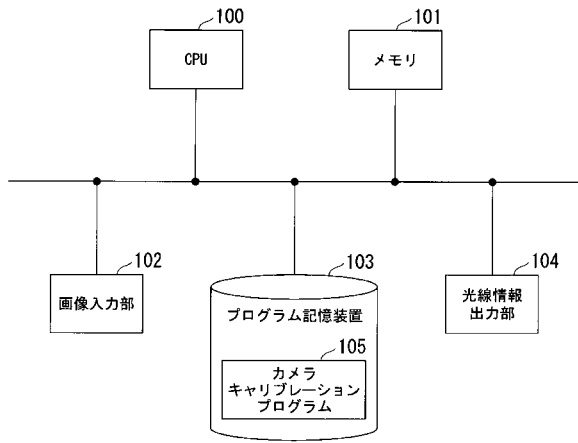 100
CPU
101
メモリ
102
画像入力部
103
プログラム記憶装置
105
カメラ
キャリブレーション
プログラム
104
光線情報
出力部